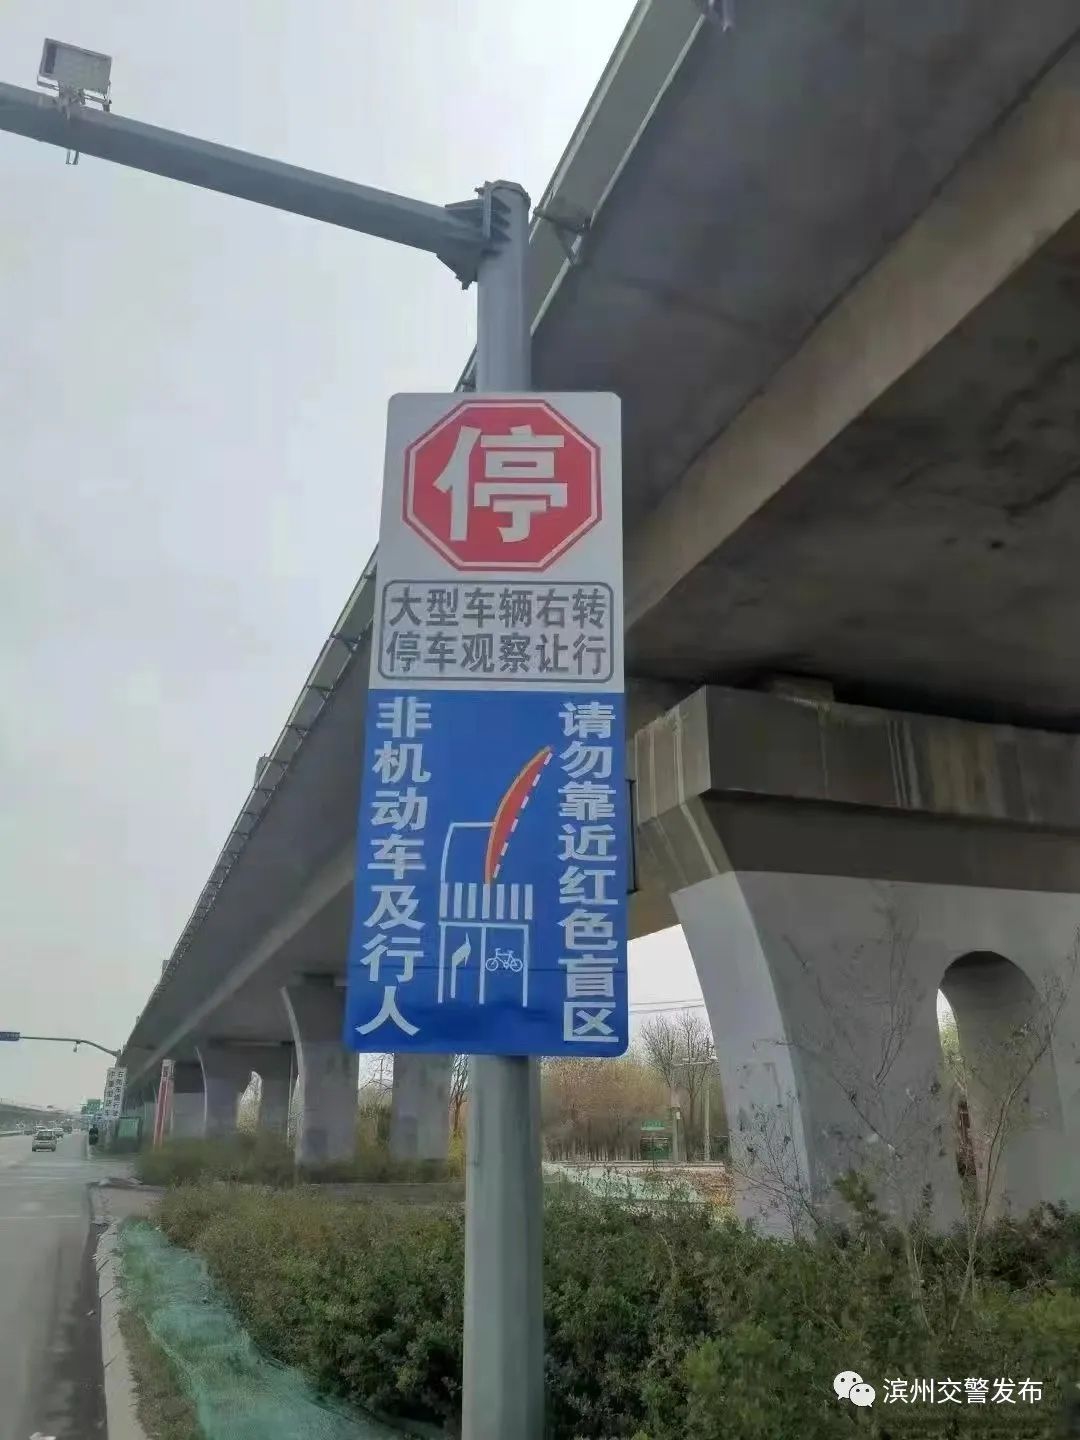 停
大型车辆右转
停车观察让行
非机动车及行人
请勿靠近红色盲区
滨州交警发布